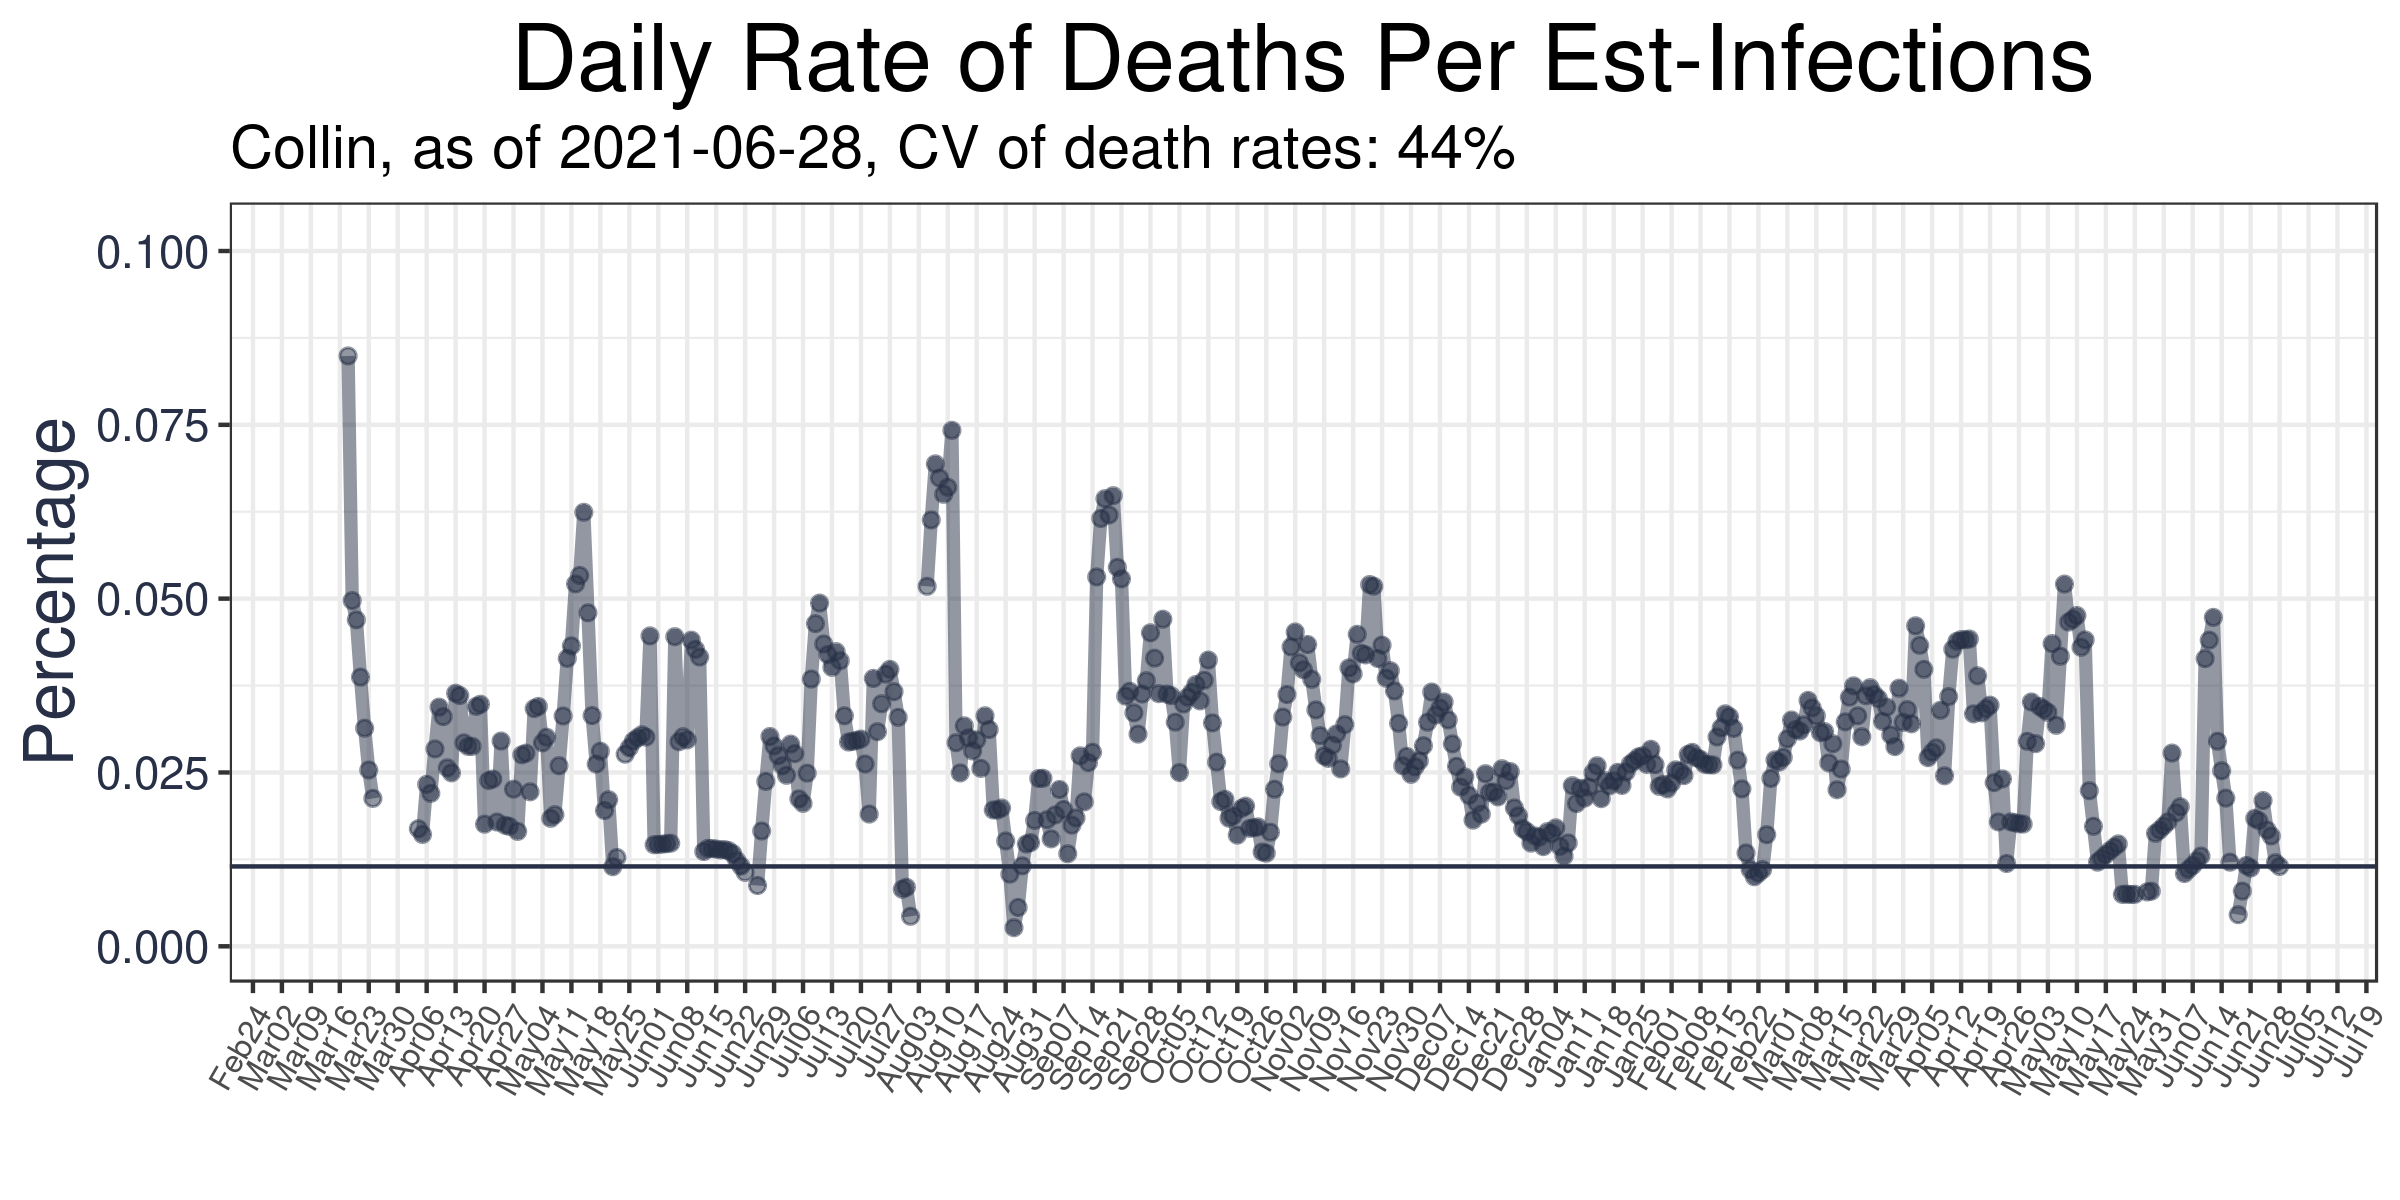 Daily Rate of Deaths Per Est-Infections
Collin, as of 2021-06-28, CV of death rates: 44%
Percentage
0.100
0.075
0.050
0.025
0.000
Feb24
Mar02
Mar09
Mar16
Mar23
Mar30
Apr06
Apr13
Apr20
Apr27
May04
May11
May18
May25
Jun01
Jun08
Jun15
Jun22
Jun29
Jul06
Jul13
Jul20
Jul27
Aug03
Aug10
Aug17
Aug24
Aug31
Sep07
Sep14
Sep21
Sep28
Oct05
Oct12
Oct19
Oct26
Nov02
Nov09
Nov16
Nov23
Nov30
Dec07
Dec14
Dec21
Dec28
Jan04
Jan11
Jan18
Jan25
Feb01
Feb08
Feb15
Feb22
Mar01
Mar08
Mar15
Mar22
Mar29
Apr05
Apr12
Apr19
Apr26
May03
May10
May17
May24
May31
Jun07
Jun14
Jun21
Jun28
Jul05
Jul12
Jul19